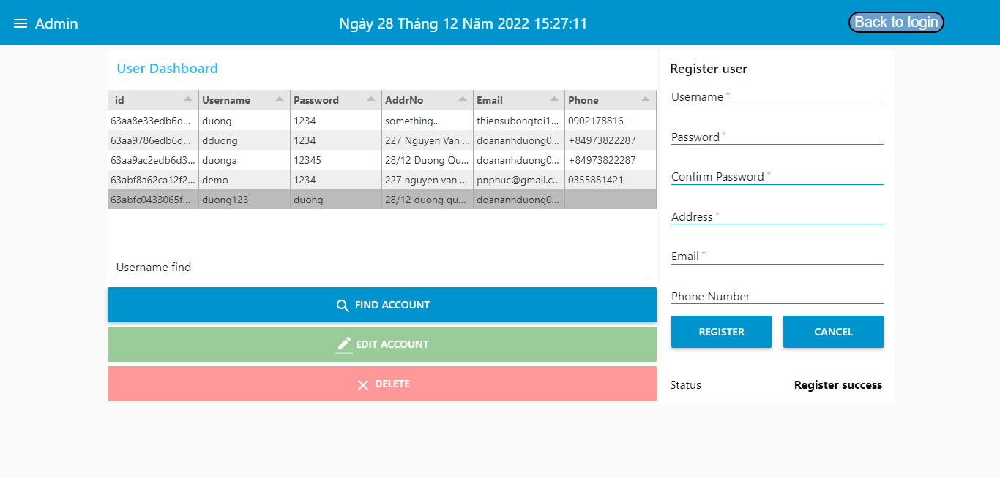 Admin
Ngày 28 Tháng 12 Năm 2022 15:27:11
Back to login
User Dashboard
_id Username Password AddrNo Email Phone
63aa8e33edb6d... duong 1234 something... thiensubongtoi1... 0902178816
63aa9786edb6d... dduong 1234 227 Nguyen Van ... doananhduong0... +84973822287
63aa9ac2edb6d3... duonga 12345 28/12 Duong Qu... doananhduong0... +84973822287
63abf8a62ca12f2... demo 1234 227 nguyen van ... pnphuc@gmail.c... 0355881421
63abfc0433065f... duong123 duong 28/12 duong qu... doananhduong0...
Username find
FIND ACCOUNT
EDIT ACCOUNT
DELETE
Register user
Username *
Password *
Confirm Password *
Address *
Email *
Phone Number
REGISTER CANCEL
Status Register success